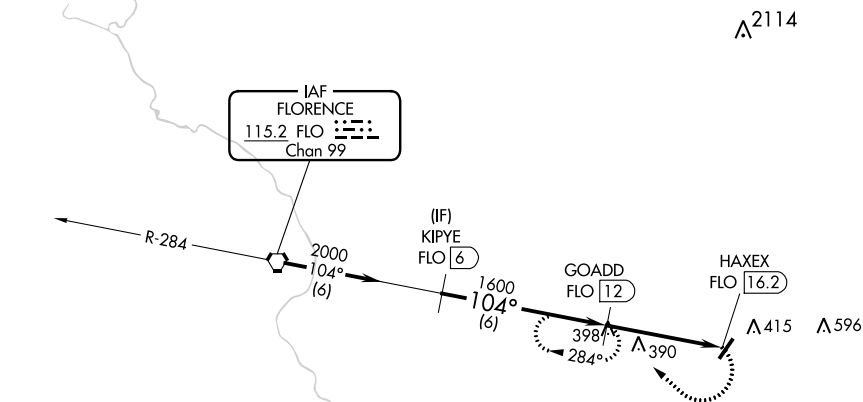 2114
IAF
FLORENCE
115.2 FLO
Chan 99
R-284
2000
104°
(6)
(IF)
KIPYE
FLO 6
1600
104°
(6)
GOADD
FLO 12
HAXEX
FLO 16.2
398
284°
390
415
596